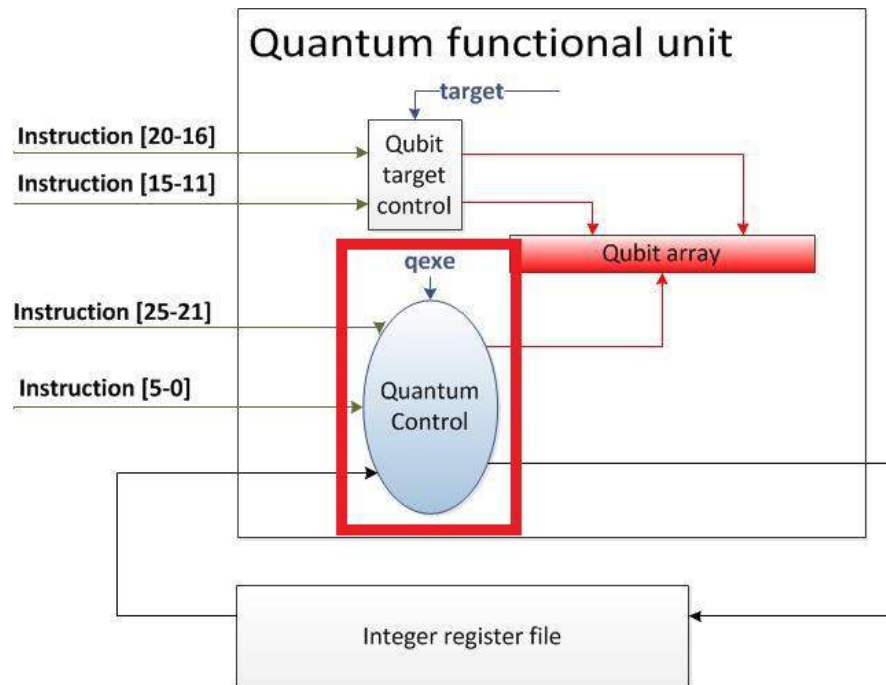 Quantum functional unit
target
Instruction [20-16]
Qubit
target
control
Instruction [15-11]
Qubit array
qexe
Instruction [25-21]
Instruction [5-0]
Quantum
Control
Integer register file